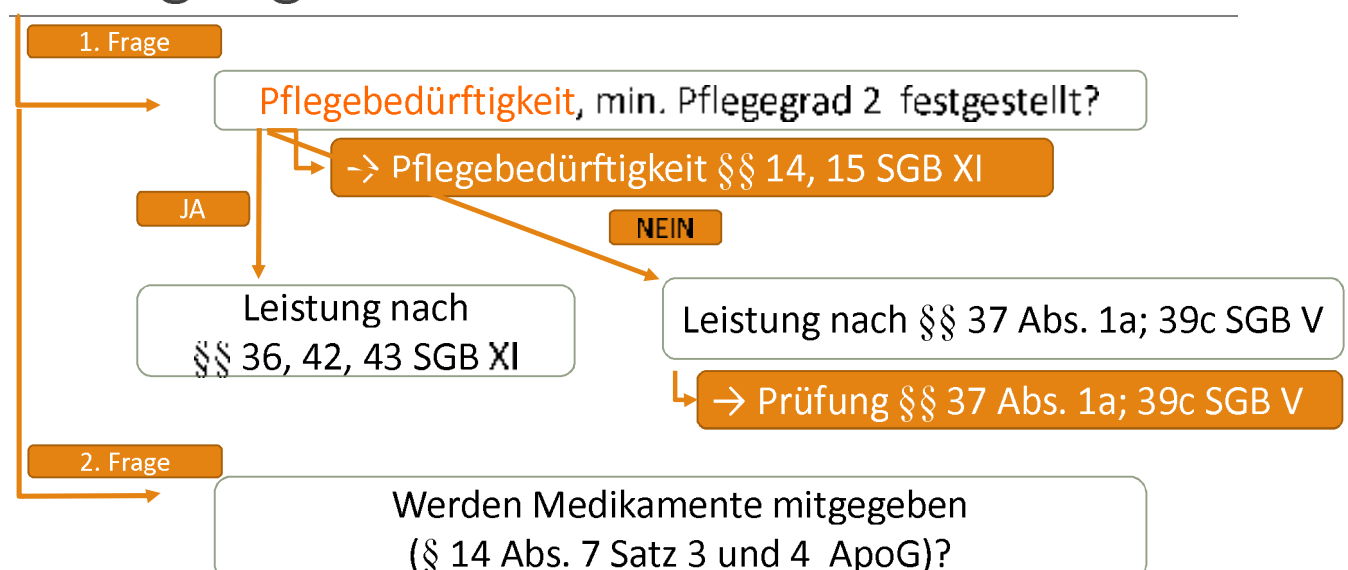 1. Frage
Pflegebedürftigkeit, min. Pflegegrad 2 festgestellt?
-> Pflegebedürftigkeit §§ 14, 15 SGB XI
JA
NEIN
Leistung nach
§§ 36, 42, 43 SGB XI
Leistung nach §§ 37 Abs. 1a; 39c SGB V
→ Prüfung §§ 37 Abs. 1a; 39c SGB V
2. Frage
Werden Medikamente mitgegeben
(§ 14 Abs. 7 Satz 3 und 4 ApoG)?